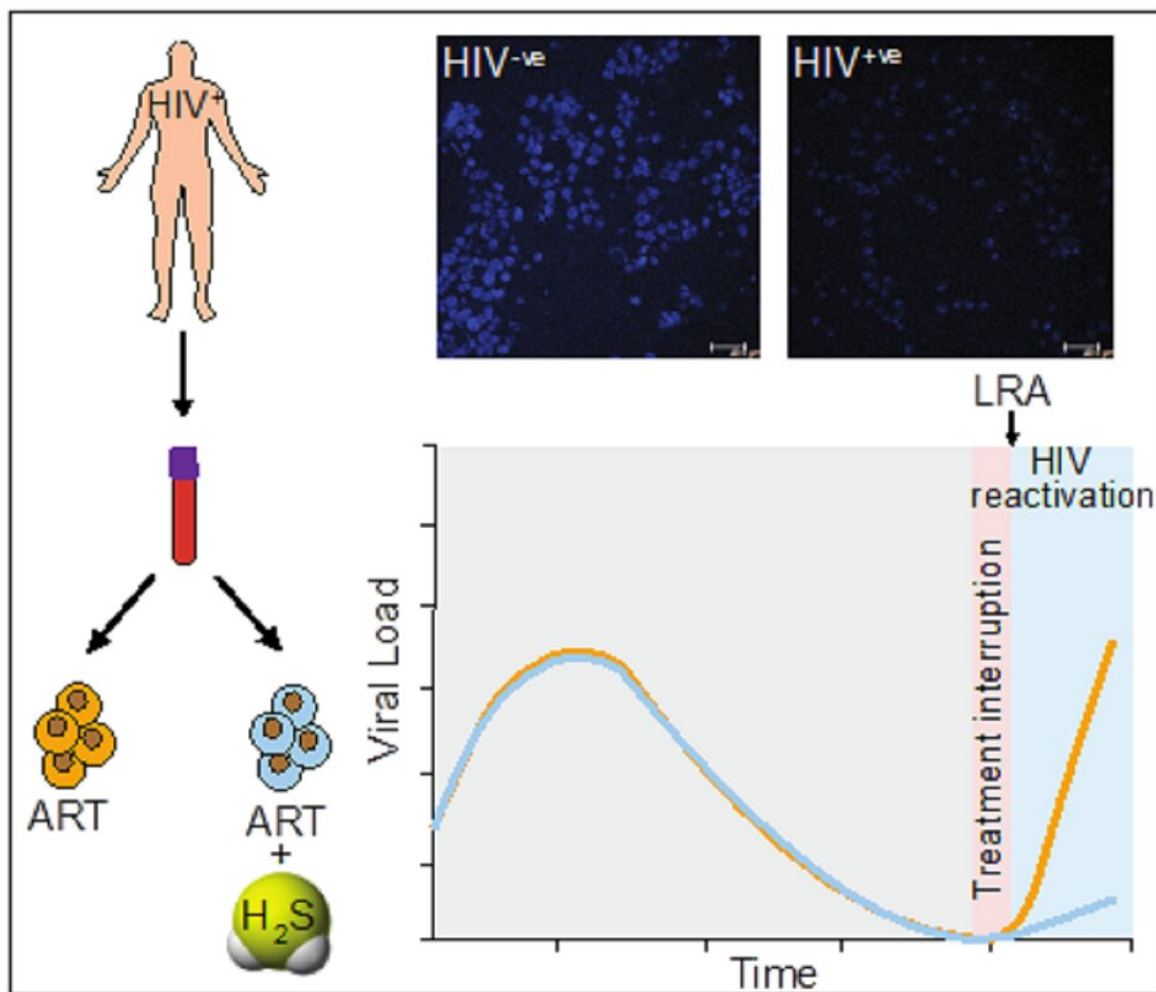 HIV⁺
HIV⁻ᵛᵉ
HIV⁺ᵛᵉ
LRA
HIV
reactivation
Treatment interruption
Viral Load
Time
ART
ART
+
H₂S